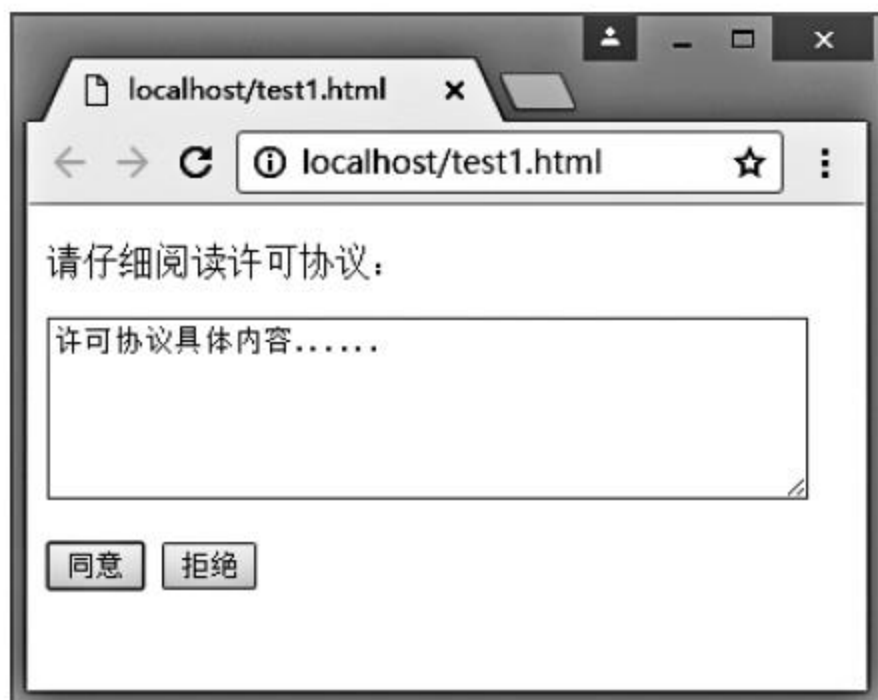 localhost/test1.html
localhost/test1.html
请仔细阅读许可协议：
许可协议具体内容......
同意 拒绝